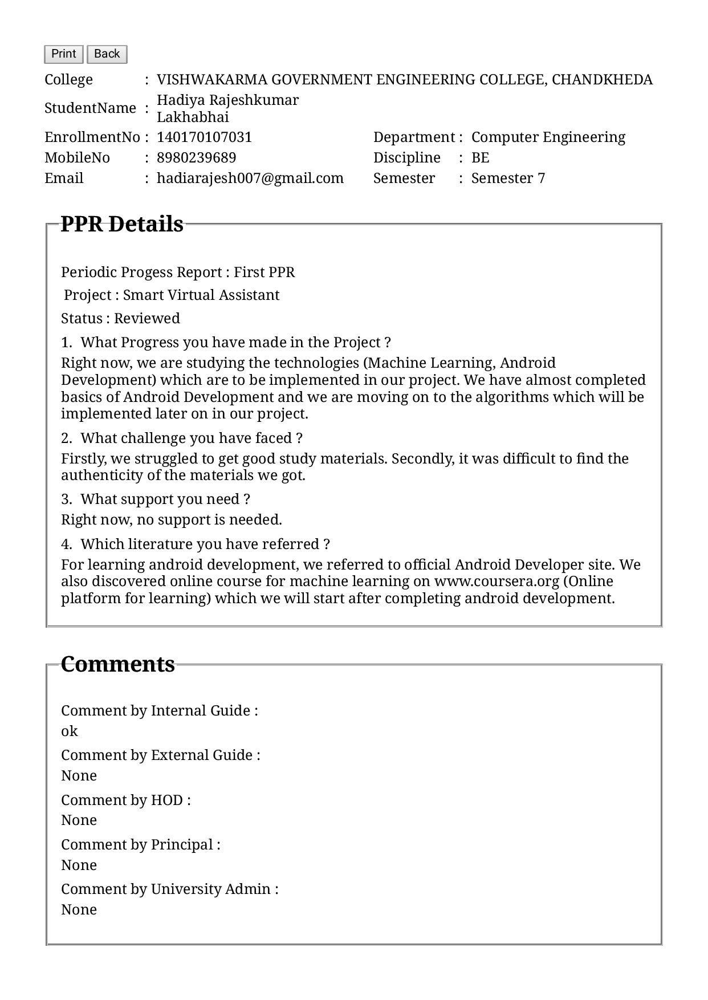 Print Back
College : VISHWAKARMA GOVERNMENT ENGINEERING COLLEGE, CHANDKHEDA
StudentName : Hadiya Rajeshkumar
Lakhabhai
EnrollmentNo : 140170107031 Department : Computer Engineering
MobileNo : 8980239689 Discipline : BE
Email : hadiarajesh007@gmail.com Semester : Semester 7
PPR Details
Periodic Progess Report : First PPR
Project : Smart Virtual Assistant
Status : Reviewed
1. What Progress you have made in the Project ?
Right now, we are studying the technologies (Machine Learning, Android
Development) which are to be implemented in our project. We have almost completed
basics of Android Development and we are moving on to the algorithms which will be
implemented later on in our project.
2. What challenge you have faced ?
Firstly, we struggled to get good study materials. Secondly, it was difficult to find the
authenticity of the materials we got.
3. What support you need ?
Right now, no support is needed.
4. Which literature you have referred ?
For learning android development, we referred to official Android Developer site. We
also discovered online course for machine learning on www.coursera.org (Online
platform for learning) which we will start after completing android development.
Comments
Comment by Internal Guide :
ok
Comment by External Guide :
None
Comment by HOD :
None
Comment by Principal :
None
Comment by University Admin :
None